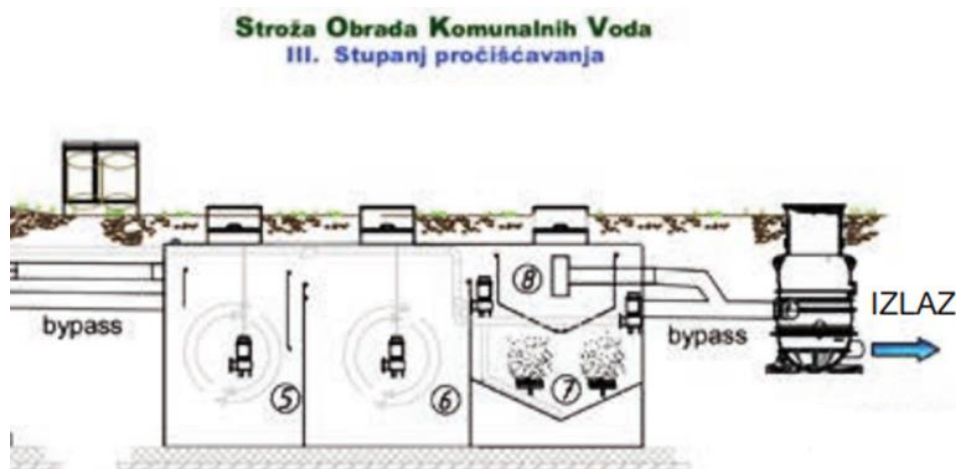 Stroža Obrada Komunalnih Voda
III. Stupanj pročišćavanja
8
IZLAZ
bypass
bypass
5
6
7